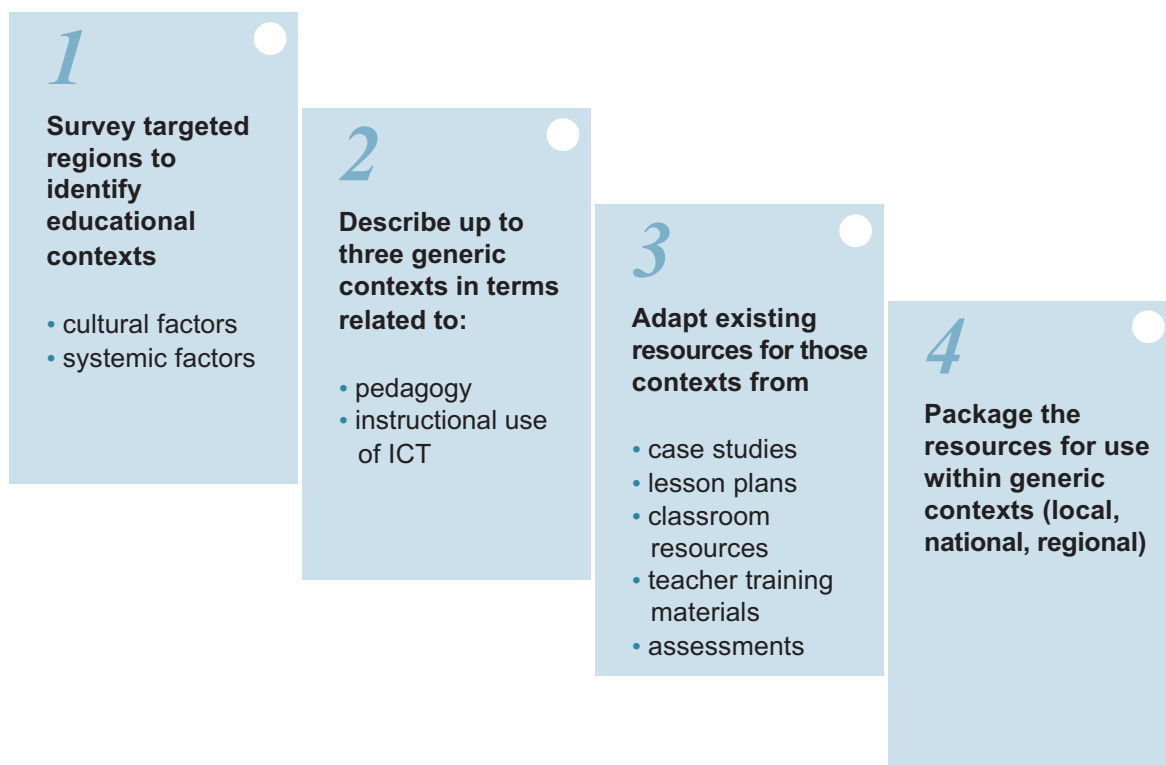 1
Survey targeted
regions to
identify
educational
contexts
• cultural factors
• systemic factors
2
Describe up to
three generic
contexts in terms
related to:
• pedagogy
• instructional use
of ICT
3
Adapt existing
resources for those
contexts from
• case studies
• lesson plans
• classroom
resources
• teacher training
materials
• assessments
4
Package the
resources for use
within generic
contexts (local,
national, regional)